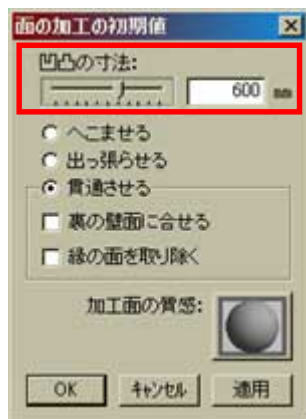 面の加工の初期値
凹凸の寸法:
600 mm
へこませる
出っ張らせる
貫通させる
裏の壁面に合せる
縁の面を取り除く
加工面の質感:
OK キャンセル 適用